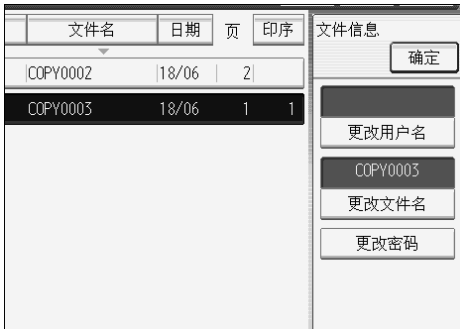 文件名 日期 页 印序
COPY0002 18/06 2
COPY0003 18/06 1 1
文件信息
确定
更改用户名
COPY0003
更改文件名
更改密码